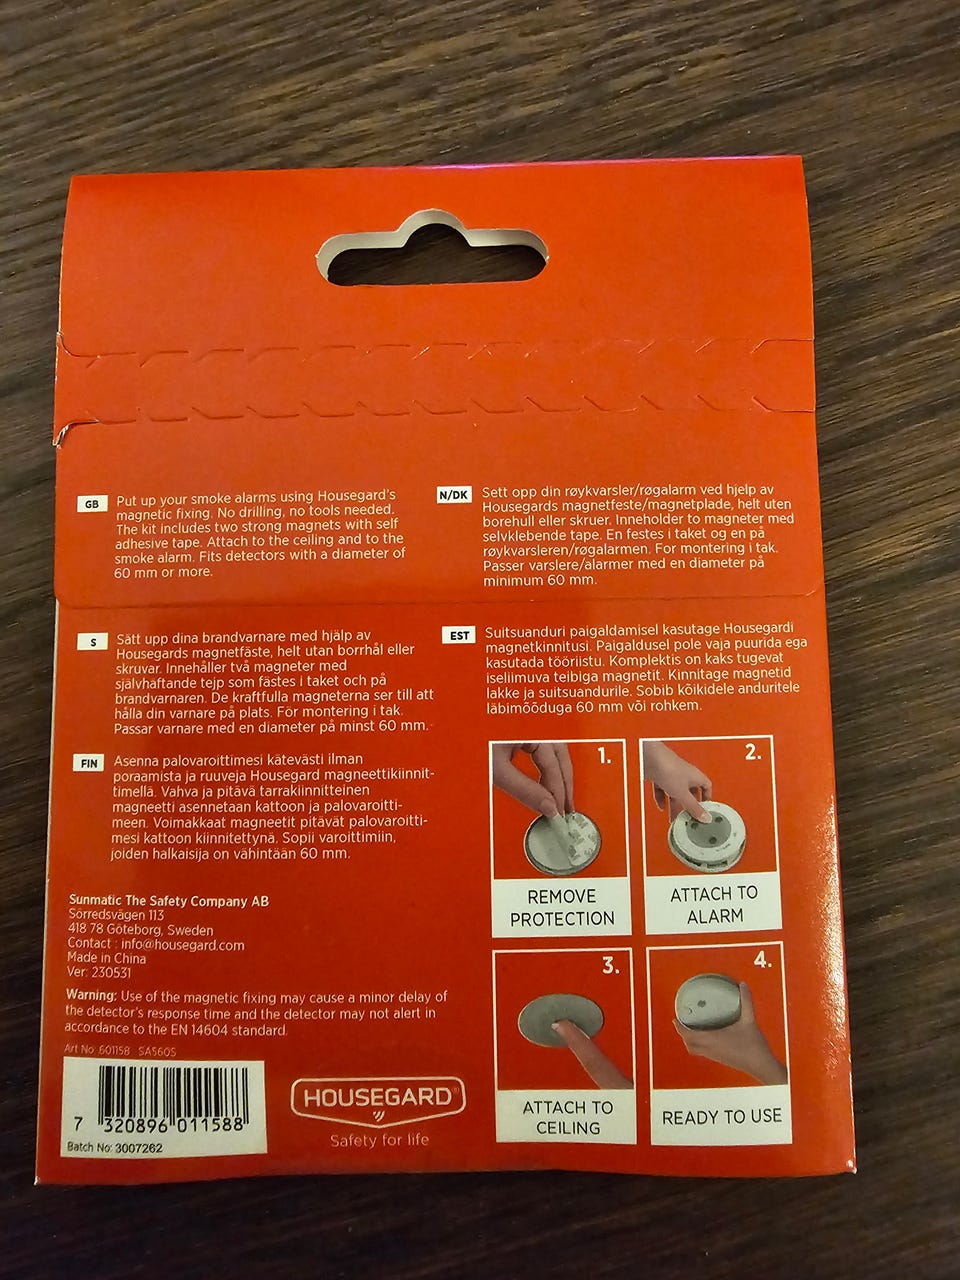 GB
Put up your smoke alarms using Housegard's
magnetic fixing. No drilling, no tools needed.
The kit includes two strong magnets with self
adhesive tape. Attach to the ceiling and to the
smoke alarm. Fits detectors with a diameter of
60 mm or more.
N/DK
Sett opp din røykvarsler/røgalarm ved hjelp av
Housegards magnetfeste/magnetplade, helt uten
borehull eller skruer. Inneholder to magneter med
selvklebende tape. En festes i taket og en på
røykvarsleren/røgalarmen. For montering i tak.
Passer varslere/alarmer med en diameter på
minimum 60 mm.
S
Sätt upp dina brandvarnare med hjälp av
Housegards magnetfäste, helt utan borrhål eller
skruvar. Innehåller två magneter med
självhäftande tejp som fästes i taket och på
brandvarnaren. De kraftfulla magneterna ser till att
hålla din varnare på plats. För montering i tak.
Passar varnare med en diameter på minst 60 mm.
EST
Suitsuanduri paigaldamisel kasutage Housegardi
magnetkinnitusi. Paigaldusel pole vaja puurida ega
kasutada tööriistu. Komplektis on kaks tugevat
iseliimuva teibiga magnetit. Kinnitage magnetid
lakke ja suitsuandurile. Sobib kõikidele anduritele
läbimõõduga 60 mm või rohkem.
FIN
Asenna palovaroittimesi kätevästi ilman
poraamista ja ruuveja Housegard magneettikiinnit-
timellä. Vahva ja pitävä tarrakiinnitteinen
magneetti asennetaan kattoon ja palovaroitti-
meen. Voimakkaat magneetit pitävät palovaroitti-
mesi kattoon kiinnitettynä. Sopii varoittimiin,
joiden halkaisija on vähintään 60 mm.
Sunmatic The Safety Company AB
Sörredsvägen 113
418 78 Göteborg, Sweden
Contact : info@housegard.com
Made in China
Ver: 230531
Warning: Use of the magnetic fixing may cause a minor delay of
the detector's response time and the detector may not alert in
accordance to the EN 14604 standard.
Art No: 601158 SA560S
7 320896 011588
Batch No: 3007262
HOUSEGARD®
Safety for life
1.
REMOVE
PROTECTION
2.
ATTACH TO
ALARM
3.
ATTACH TO
CEILING
4.
READY TO USE